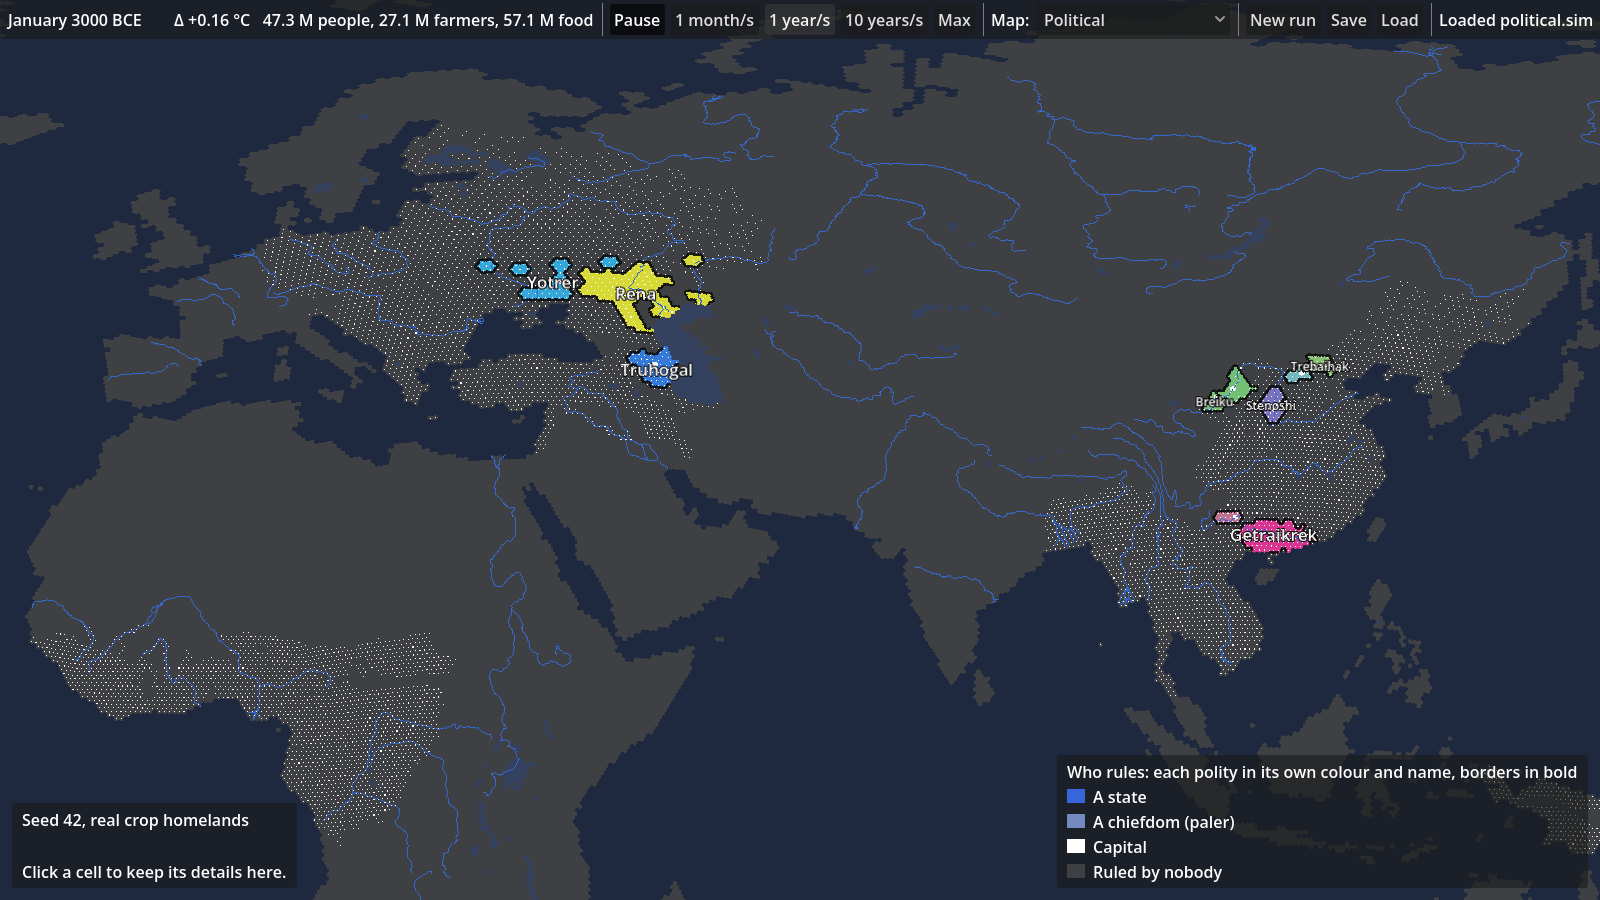 January 3000 BCE Δ +0.16 °C 47.3 M people, 27.1 M farmers, 57.1 M food Pause 1 month/s 1 year/s 10 years/s Max Map: Political New run Save Load Loaded political.sim
Yotrer
Rena
Truhogal
Trebaihak
Breiku
Stenoshi
Getrajkrek
Who rules: each polity in its own colour and name, borders in bold
A state
A chiefdom (paler)
Capital
Ruled by nobody
Seed 42, real crop homelands
Click a cell to keep its details here.